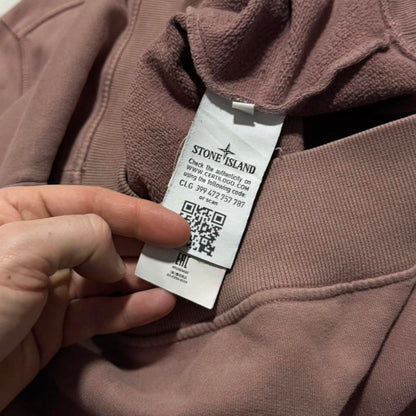 STONE ISLAND
Check the authenticity on
WWW.CERTILOGO.COM
using the following code:
CLG 399 472 757 787
or scan
EAC